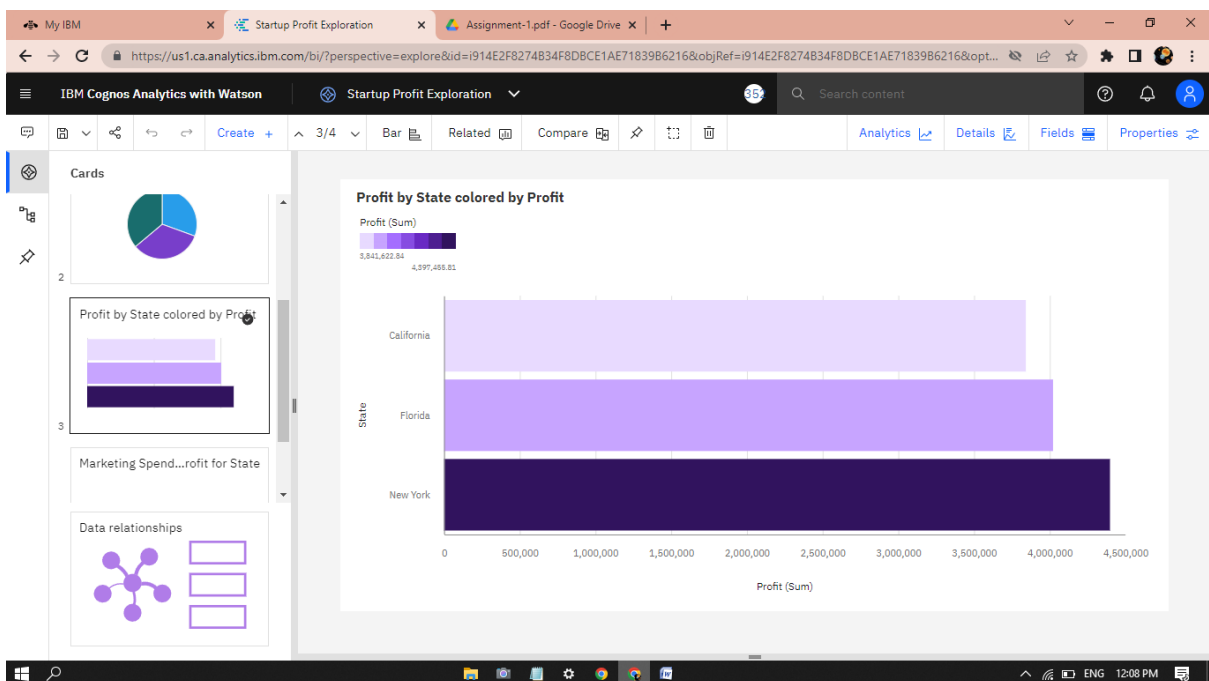 My IBM
Startup Profit Exploration
Assignment-1.pdf - Google Drive
https://us1.ca.analytics.ibm.com/bi/?perspective=explore&id=i914E2F8274B34F8DBCE1AE71839B6216&objRef=i914E2F8274B34F8DBCE1AE71839B6216&opt...
IBM Cognos Analytics with Watson
Startup Profit Exploration
Search content
Create +
3/4
Bar
Related
Compare
Analytics
Details
Fields
Properties
Cards
2
Profit by State colored by Profit
3
Marketing Spend...rofit for State
Data relationships
Profit by State colored by Profit
Profit (Sum)
4,397,455.81
California
Florida
New York
State
0
500,000
1,000,000
1,500,000
2,000,000
2,500,000
3,000,000
3,500,000
4,000,000
4,500,000
Profit (Sum)
ENG
12:08 PM